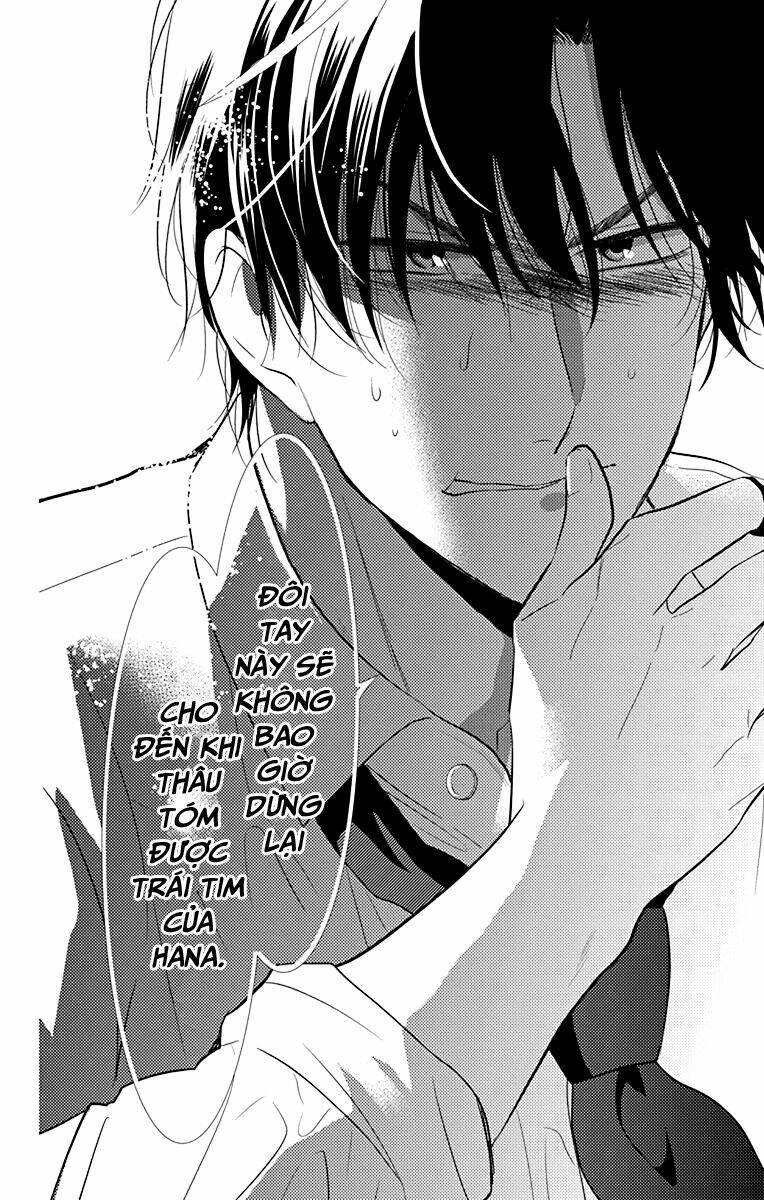 ĐÔI
TAY
NÀY SẼ
KHÔNG
BAO
GIỜ
DỪNG
LẠI
CHO
ĐẾN KHI
THÂU
TÓM
ĐƯỢC
TRÁI TIM
CỦA
HANA.